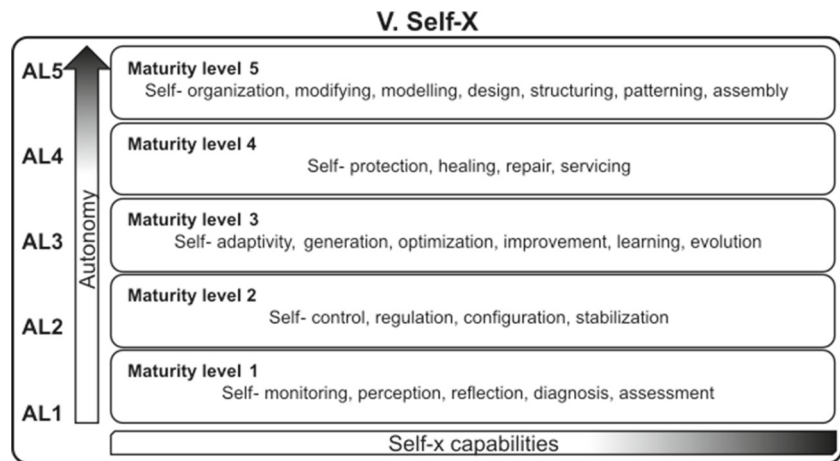 V. Self-X
AL5
Maturity level 5
Self- organization, modifying, modelling, design, structuring, patterning, assembly
AL4
Maturity level 4
Self- protection, healing, repair, servicing
AL3
Maturity level 3
Self- adaptivity, generation, optimization, improvement, learning, evolution
AL2
Maturity level 2
Self- control, regulation, configuration, stabilization
AL1
Maturity level 1
Self- monitoring, perception, reflection, diagnosis, assessment
Autonomy
Self-x capabilities